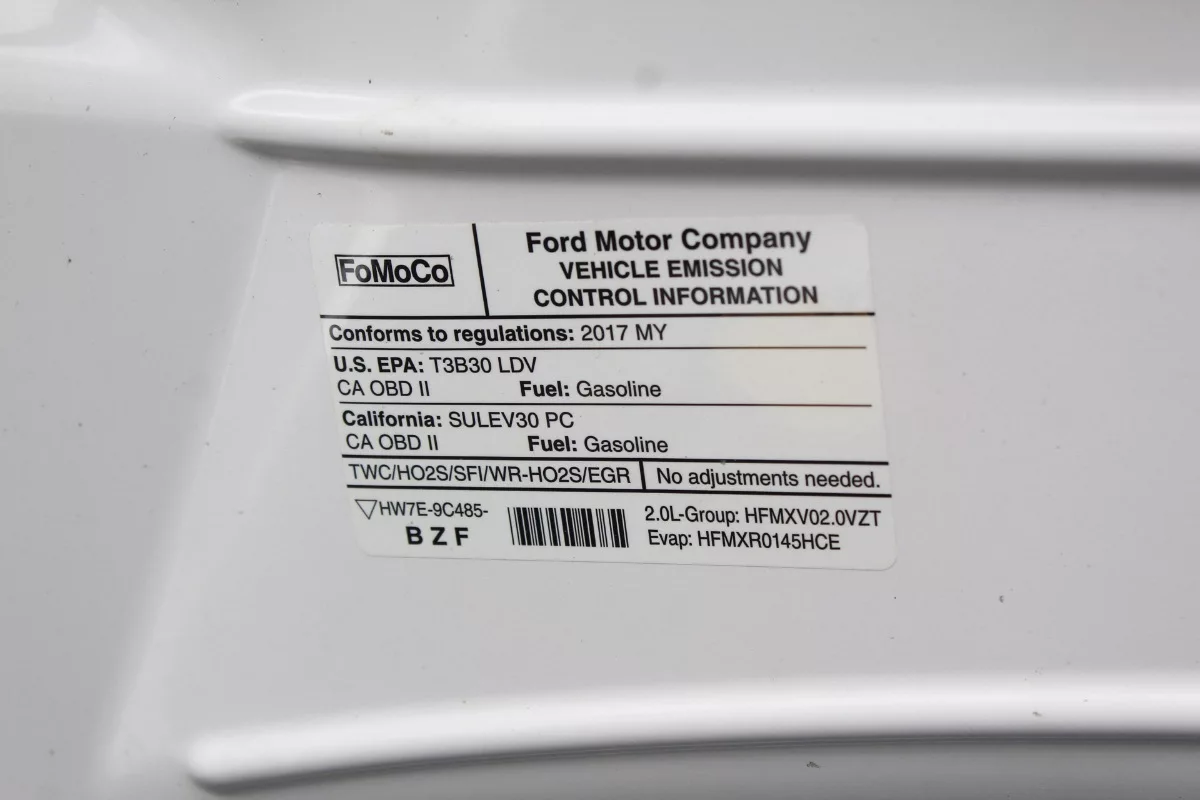 FoMoCo
Ford Motor Company
VEHICLE EMISSION
CONTROL INFORMATION
Conforms to regulations: 2017 MY
U.S. EPA: T3B30 LDV
CA OBD II Fuel: Gasoline
California: SULEV30 PC
CA OBD II Fuel: Gasoline
TWC/HO2S/SFI/WR-HO2S/EGR No adjustments needed.
HW7E-9C485-
BZF
2.0L-Group: HFMXV02.0VZT
Evap: HFMXR0145HCE